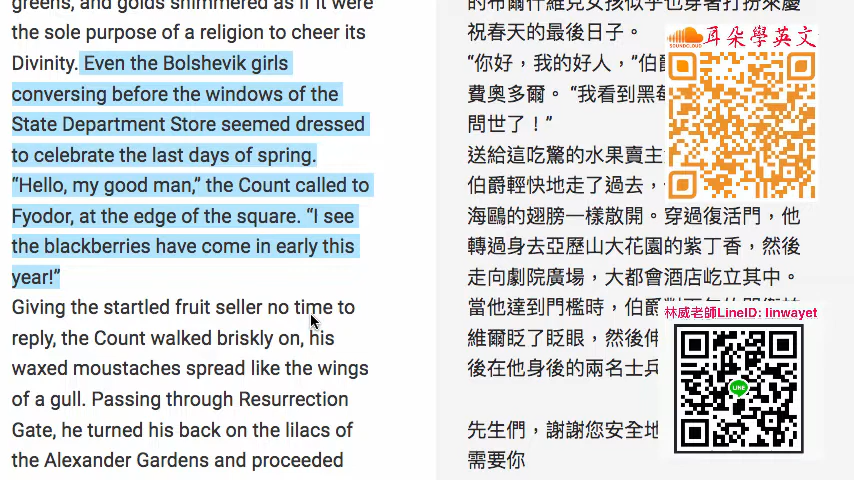 greens, and golds shimmered as if it were
the sole purpose of a religion to cheer its
Divinity. Even the Bolshevik girls
conversing before the windows of the
State Department Store seemed dressed
to celebrate the last days of spring.
“Hello, my good man,” the Count called to
Fyodor, at the edge of the square. “I see
the blackberries have come in early this
year!”
Giving the startled fruit seller no time to
reply, the Count walked briskly on, his
waxed moustaches spread like the wings
of a gull. Passing through Resurrection
Gate, he turned his back on the lilacs of
the Alexander Gardens and proceeded
的布爾什維克女孩似乎也穿著打扮來慶
祝春天的最後日子。
“你好，我的好人，”伯
費奧多爾。“我看到黑
問世了！”
送給這吃驚的水果賣主
伯爵輕快地走了過去，
海鷗的翅膀一樣散開。穿過復活門，他
轉過身去亞歷山大花園的紫丁香，然後
走向劇院廣場，大都會酒店屹立其中。
當他達到門檻時，伯爵
維爾眨了眨眼，然後伸
後在他身後的兩名士兵
先生們，謝謝您安全地
需要你
SOUNDCLOUD
耳朵學英文
林威老師LineID: linwayet
LINE